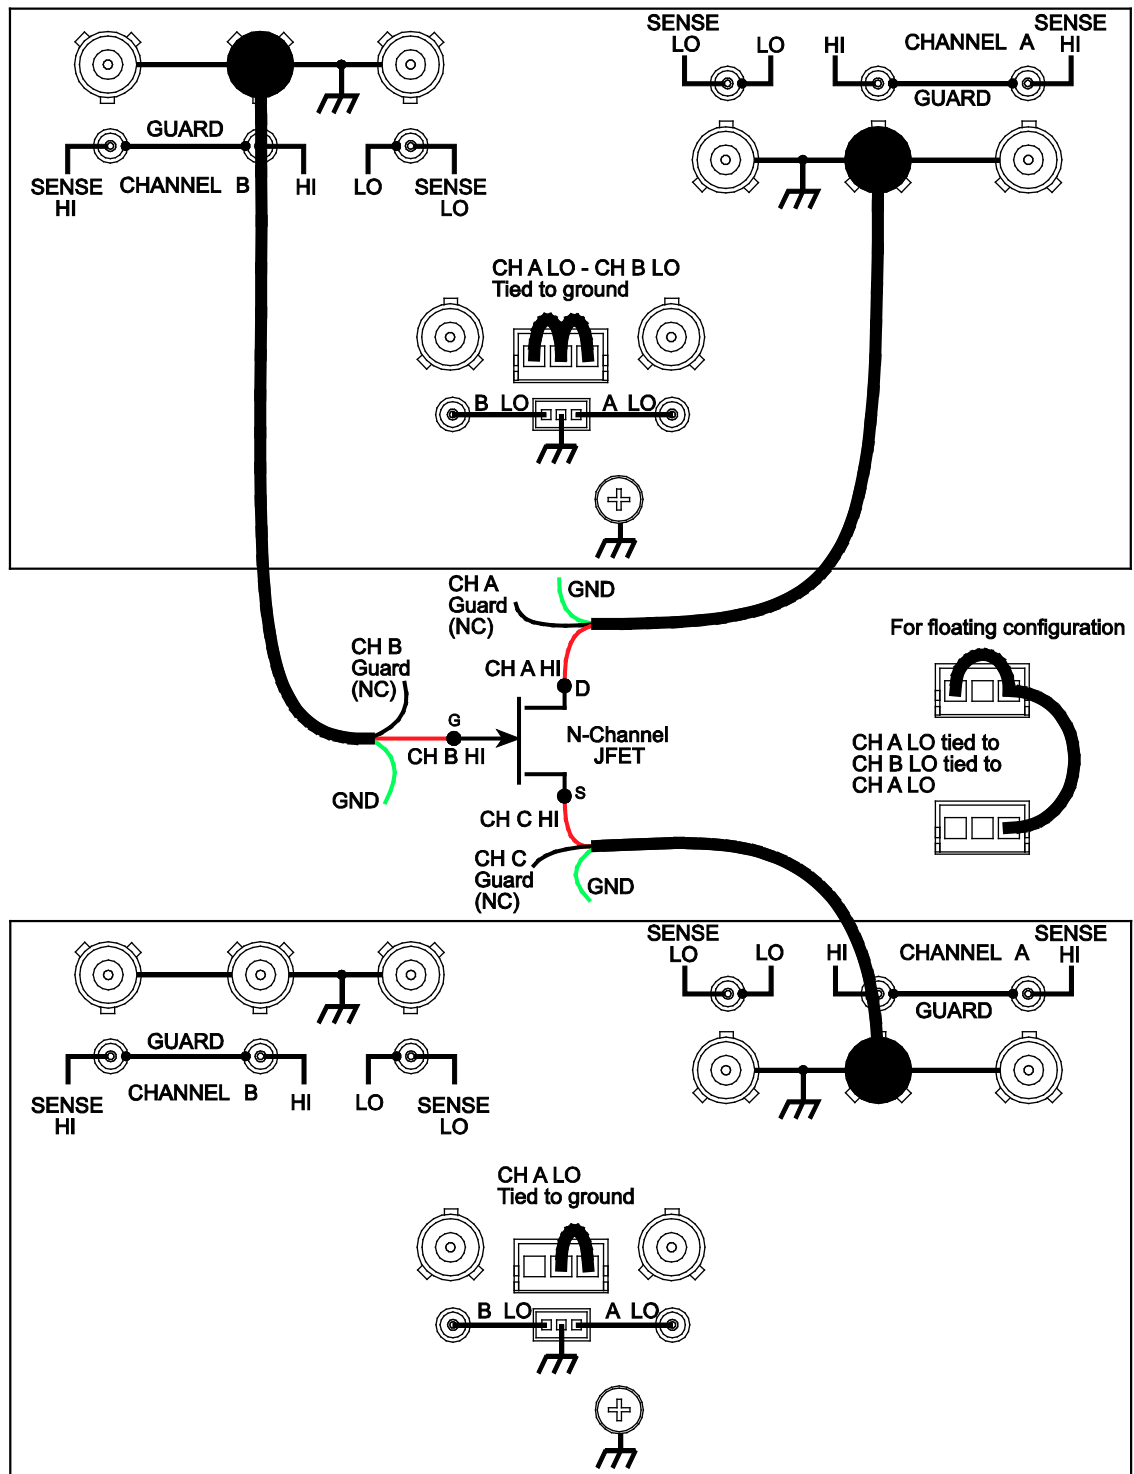 SENSE
LO
LO
HI
CHANNEL A
SENSE
HI
GUARD
GUARD
SENSE
HI
CHANNEL B
HI
LO
SENSE
LO
CH A LO - CH B LO
Tied to ground
B LO
A LO
CH A
Guard
(NC)
GND
CH B
Guard
(NC)
CH A HI
D
G
CH B HI
N-Channel
JFET
GND
S
CH C HI
CH C
Guard
(NC)
GND
For floating configuration
CH A LO tied to
CH B LO tied to
CH A LO
SENSE
LO
LO
HI
CHANNEL A
SENSE
HI
GUARD
GUARD
SENSE
HI
CHANNEL B
HI
LO
SENSE
LO
CH A LO
Tied to ground
B LO
A LO